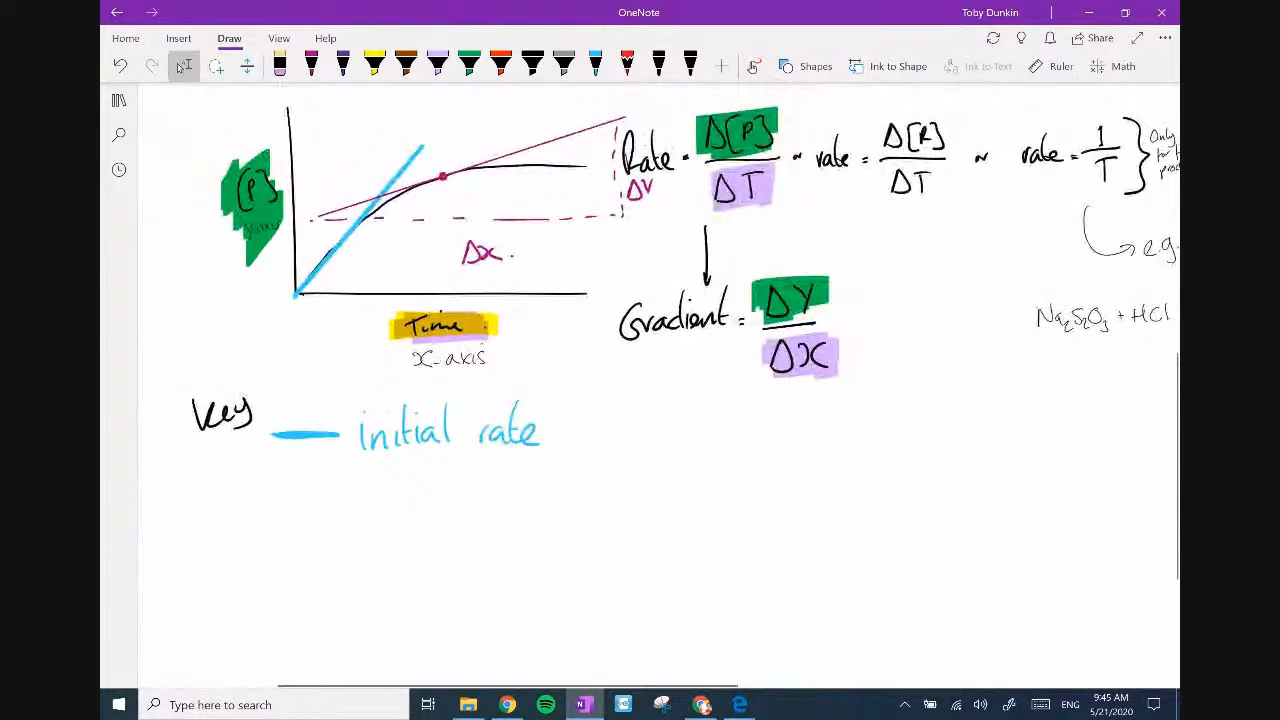 OneNote
Toby Dunkin
Home Insert Draw View Help
Share
Shapes
Ink to Shape
Ink to Text
Ruler
Math
[P]
Rate = Δ[P] / ΔT
~ rate = Δ[R] / ΔT
~ rate = 1 / T
Only
ΔY
Δx.
e.g.
Time
x-axis
Gradient = ΔY / Δx
Na2S2O3 + HCl
Key
initial rate
Type here to search
ENG
9:45 AM
5/21/2020